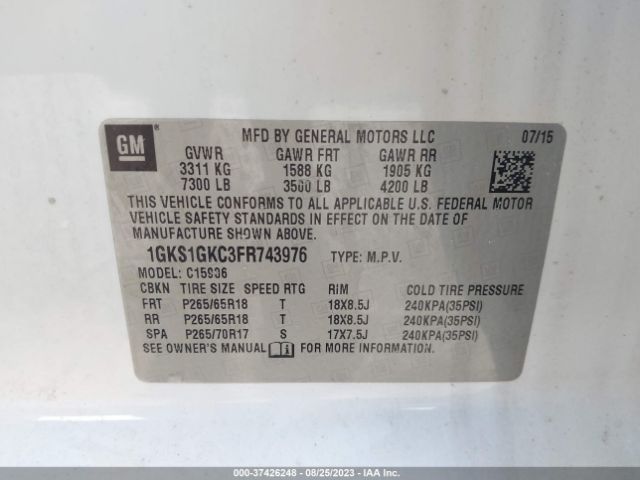 GM
MFD BY GENERAL MOTORS LLC 07/15
GVWR GAWR FRT GAWR RR
3311 KG 1588 KG 1905 KG
7300 LB 3500 LB 4200 LB
THIS VEHICLE CONFORMS TO ALL APPLICABLE U.S. FEDERAL MOTOR
VEHICLE SAFETY STANDARDS IN EFFECT ON THE DATE OF
MANUFACTURE SHOWN ABOVE.
1GKS1GKC3FR743976 TYPE: M.P.V.
MODEL: C15936
CBKN TIRE SIZE SPEED RTG RIM COLD TIRE PRESSURE
FRT P265/65R18 T 18X8.5J 240KPA(35PSI)
RR P265/65R18 T 18X8.5J 240KPA(35PSI)
SPA P265/70R17 S 17X7.5J 240KPA(35PSI)
SEE OWNER'S MANUAL FOR MORE INFORMATION.
000-37426248 - 08/25/2023 - IAA Inc.